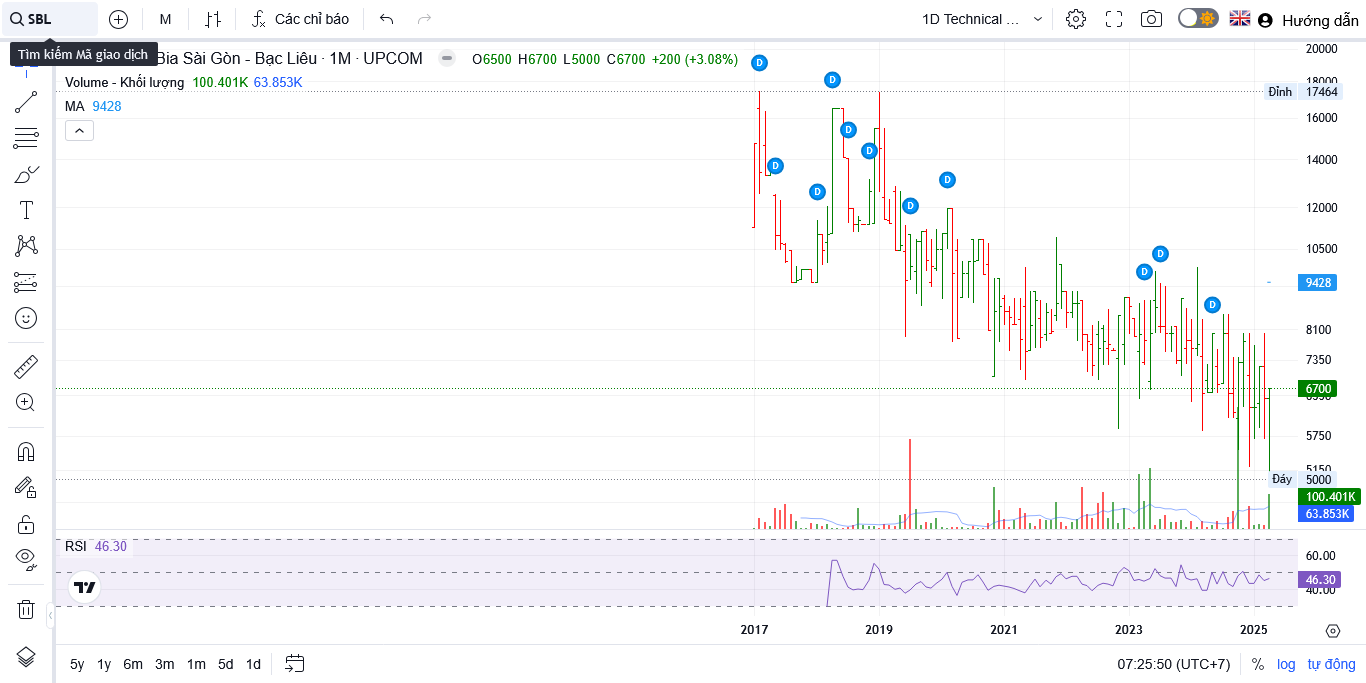 SBL
M
Các chỉ báo
1D Technical ...
Hướng dẫn
Tìm kiếm Mã giao dịch
Bia Sài Gòn - Bạc Liêu · 1M · UPCOM
O6500 H6700 L5000 C6700 +200 (+3.08%)
Volume - Khối lượng 100.401K 63.853K
MA 9428
D
D
D
D
D
D
D
D
D
D
D
20000
18000
Đỉnh 17464
16000
14000
12000
10500
9428
8100
7350
6700
5750
5150
Đáy 5000
100.401K
63.853K
RSI 46.30
60.00
46.30
40.00
2017 2019 2021 2023 2025
5y 1y 6m 3m 1m 5d 1d
07:25:50 (UTC+7) % log tự động